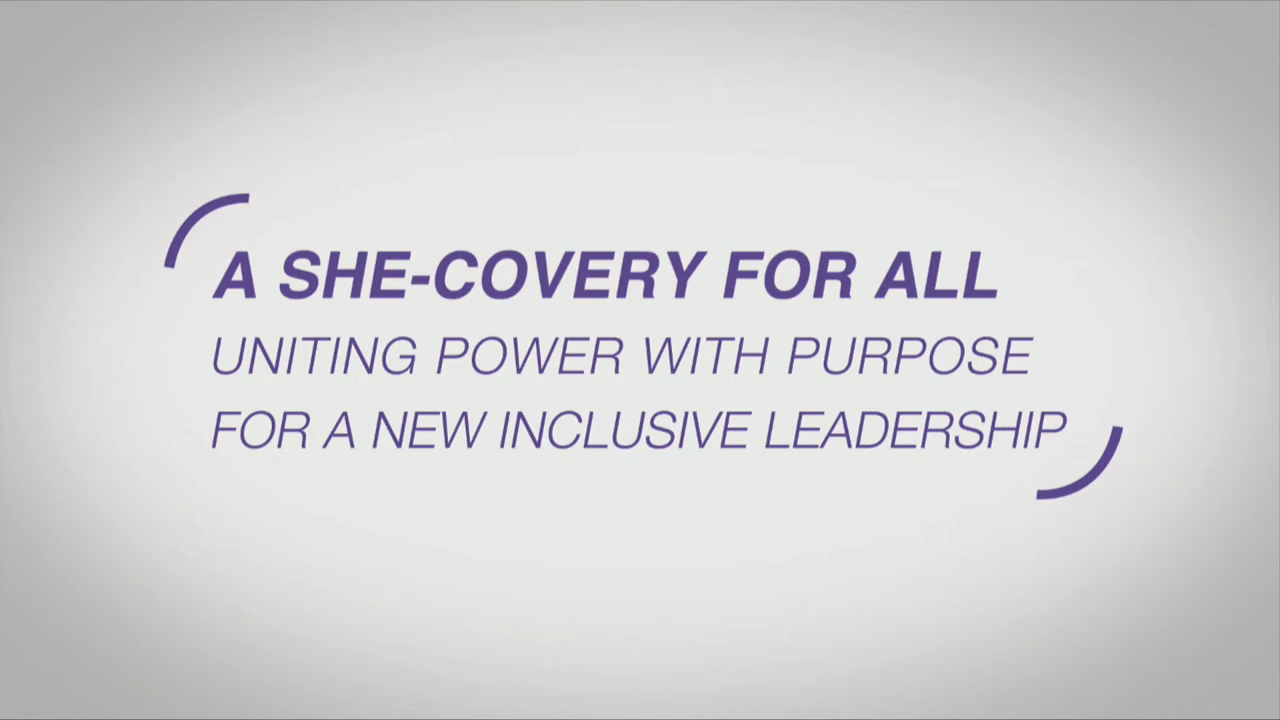 A SHE-COVERY FOR ALL
UNITING POWER WITH PURPOSE
FOR A NEW INCLUSIVE LEADERSHIP